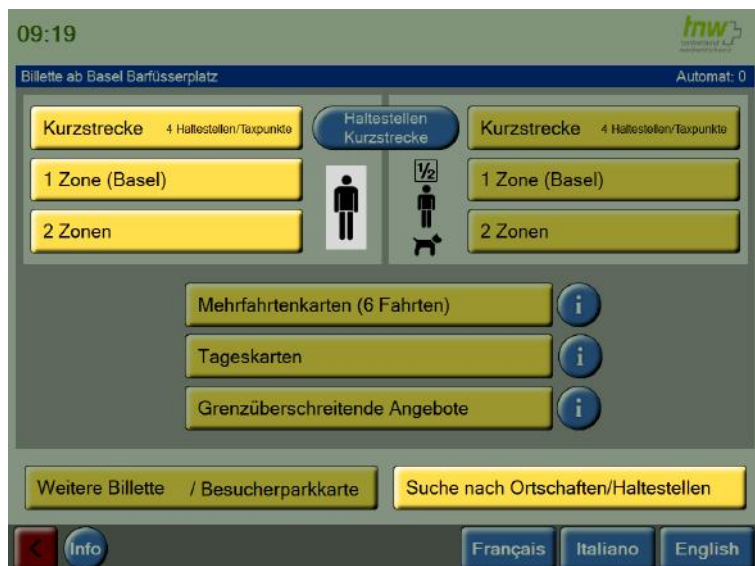 09:19
tnw
Billette ab Basel Barfüsserplatz
Automat: 0
Kurzstrecke 4 Haltestellen/Taxpunkte
1 Zone (Basel)
2 Zonen
Haltestellen
Kurzstrecke
1/2
Kurzstrecke 4 Haltestellen/Taxpunkte
1 Zone (Basel)
2 Zonen
Mehrfahrtenkarten (6 Fahrten)
i
Tageskarten
i
Grenzüberschreitende Angebote
i
Weitere Billette / Besucherparkkarte
Suche nach Ortschaften/Haltestellen
<
Info
Français
Italiano
English